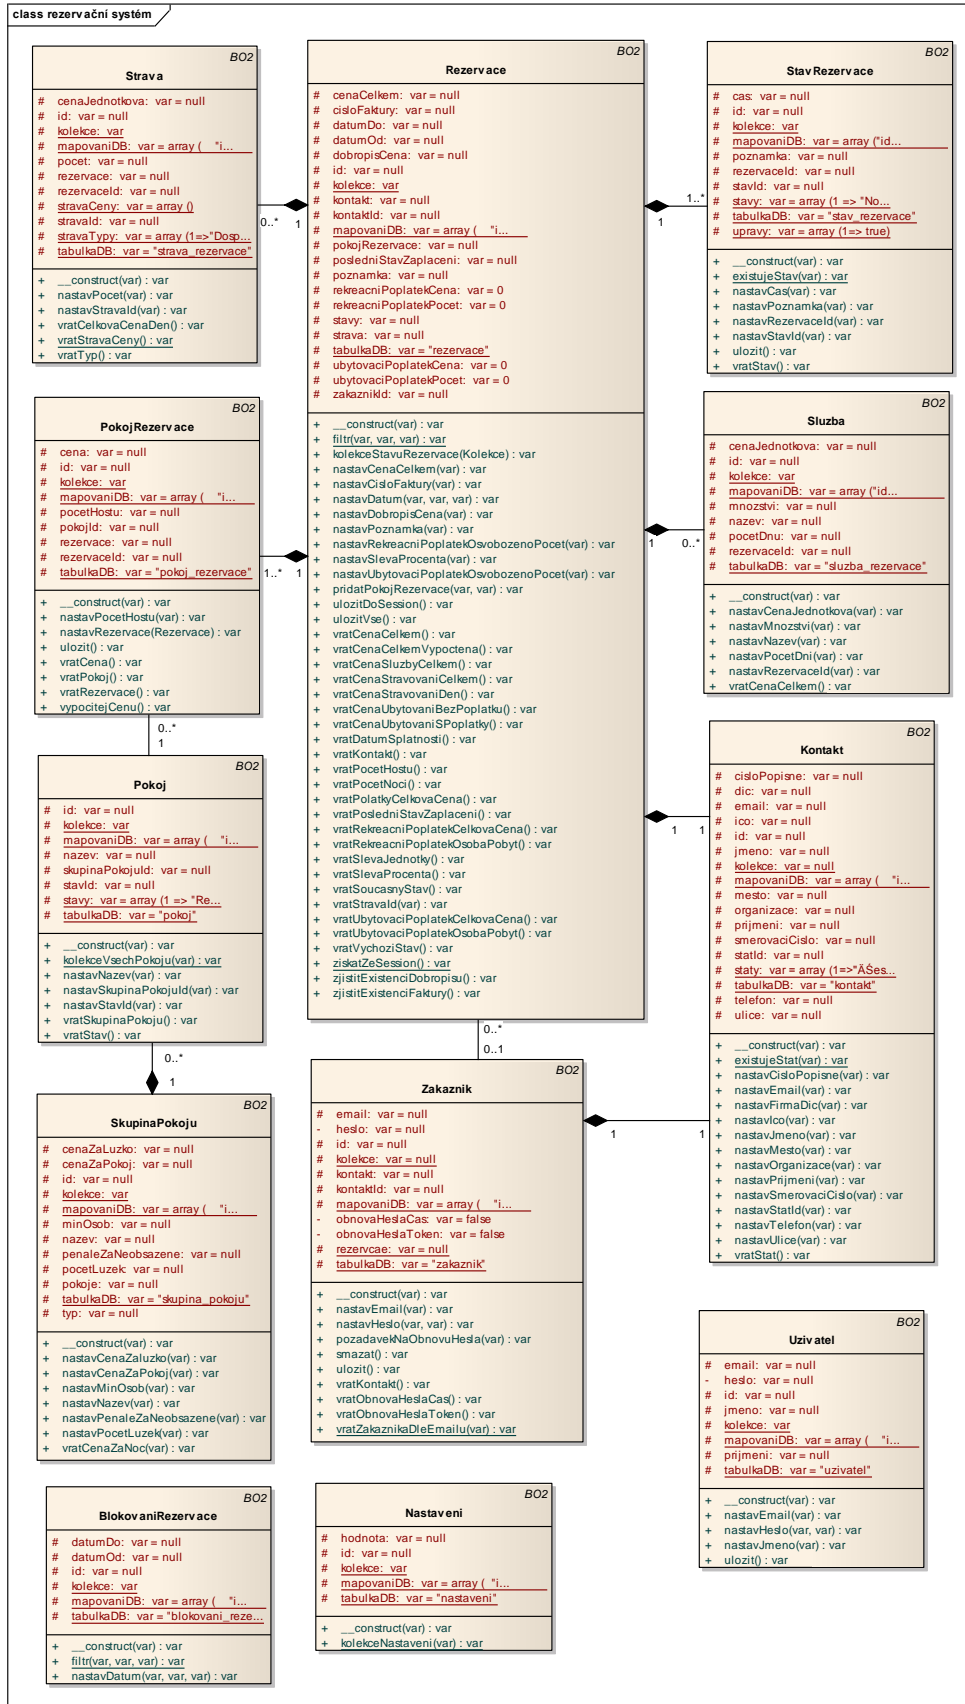 class rezervační systém
BO2
Strava
# cenaJednotkova: var = null
# id: var = null
# kolekce: var
# mapovaniDB: var = array ( "i...
# pocet: var = null
# rezervace: var = null
# rezervaceId: var = null
# stravaCeny: var = array ()
# stravaId: var = null
# stravaTypy: var = array (1=>"Dosp...
# tabulkaDB: var = "strava_rezervace"
+ __construct(var) : var
+ nastavPocet(var) : var
+ nastavStravaId(var) : var
+ vratCelkovaCenaDen() : var
+ vratStravaCeny() : var
+ vratTyp() : var
0..*
1
BO2
Rezervace
# cenaCelkem: var = null
# cisloFaktury: var = null
# datumDo: var = null
# datumOd: var = null
# dobropisCena: var = null
# id: var = null
# kolekce: var
# kontakt: var = null
# kontaktId: var = null
# mapovaniDB: var = array ( "i...
# pokojRezervace: var = null
# posledniStavZaplaceni: var = null
# poznamka: var = null
# rekreacniPoplatekCena: var = 0
# rekreacniPoplatekPocet: var = 0
# stavy: var = null
# strava: var = null
# tabulkaDB: var = "rezervace"
# ubytovaciPoplatekCena: var = 0
# ubytovaciPoplatekPocet: var = 0
# zakaznikId: var = null
+ __construct(var) : var
+ filtr(var, var, var) : var
+ kolekceStavuRezervace(Kolekce) : var
+ nastavCenaCelkem(var) : var
+ nastavCisloFaktury(var) : var
+ nastavDatum(var, var, var) : var
+ nastavDobropisCena(var) : var
+ nastavPoznamka(var) : var
+ nastavRekreacniPoplatekOsvobozenoPocet(var) : var
+ nastavSlevaProcenta(var) : var
+ nastavUbytovaciPoplatekOsvobozenoPocet(var) : var
+ pridatPokojRezervace(var, var) : var
+ ulozitDoSession() : var
+ ulozitVse() : var
+ vratCenaCelkem() : var
+ vratCenaCelkemVypoctena() : var
+ vratCenaSluzbyCelkem() : var
+ vratCenaStravovaniCelkem() : var
+ vratCenaStravovaniDen() : var
+ vratCenaUbytovaniBezPoplatku() : var
+ vratCenaUbytovaniSPoplatky() : var
+ vratDatumSplatnosti() : var
+ vratKontakt() : var
+ vratPocetHostu() : var
+ vratPocetNoci() : var
+ vratPolatkyCelkovaCena() : var
+ vratPosledniStavZaplaceni() : var
+ vratRekreacniPoplatekCelkovaCena() : var
+ vratRekreacniPoplatekOsobaPobyt() : var
+ vratSlevaJednotky() : var
+ vratSlevaProcenta() : var
+ vratSoucasnyStav() : var
+ vratStravaId() : var
+ vratUbytovaciPoplatekCelkovaCena() : var
+ vratUbytovaciPoplatekOsobaPobyt() : var
+ vratVychoziStav() : var
+ ziskatZeSession() : var
+ zjistitExistenciDobropisu() : var
+ zjistitExistenciFaktury() : var
1
1..*
BO2
StavRezervace
# cas: var = null
# id: var = null
# kolekce: var
# mapovaniDB: var = array ("id...
# poznamka: var = null
# rezervaceId: var = null
# stavId: var = null
# stavy: var = array (1 => "No...
# tabulkaDB: var = "stav_rezervace"
# upravy: var = array (1=> true)
+ __construct(var) : var
+ existujeStav(var) : var
+ nastavCas(var) : var
+ nastavPoznamka(var) : var
+ nastavRezervaceId(var) : var
+ nastavStavId(var) : var
+ ulozit() : var
+ vratStav() : var
BO2
PokojRezervace
# cena: var = null
# id: var = null
# kolekce: var
# mapovaniDB: var = array ( "i...
# pocetHostu: var = null
# pokojId: var = null
# rezervace: var = null
# rezervaceId: var = null
# tabulkaDB: var = "pokoj_rezervace"
+ __construct(var) : var
+ nastavPocetHostu(var) : var
+ nastavRezervace(Rezervace) : var
+ ulozit() : var
+ vratCena() : var
+ vratPokoj() : var
+ vratRezervace() : var
+ vypocitejCenu() : var
1..*
1
0..*
1
BO2
Sluzba
# cenaJednotkova: var = null
# id: var = null
# kolekce: var
# mapovaniDB: var = array ("id...
# mnozstvi: var = null
# nazev: var = null
# pocetDnu: var = null
# rezervaceId: var = null
# tabulkaDB: var = "sluzba_rezervace"
+ __construct(var) : var
+ nastavCenaJednotkova(var) : var
+ nastavMnozstvi(var) : var
+ nastavNazev(var) : var
+ nastavPocetDni(var) : var
+ nastavRezervaceId(var) : var
+ vratCenaCelkem() : var
1
0..*
BO2
Pokoj
# id: var = null
# kolekce: var
# mapovaniDB: var = array ( "i...
# nazev: var = null
# skupinaPokojuId: var = null
# stavId: var = null
# stavy: var = array (1 => "Re...
# tabulkaDB: var = "pokoj"
+ __construct(var) : var
+ kolekceVsechPokoju(var) : var
+ nastavNazev(var) : var
+ nastavSkupinaPokojuId(var) : var
+ nastavStavId(var) : var
+ vratSkupinaPokoju() : var
+ vratStav() : var
0..*
1
BO2
Kontakt
# cisloPopisne: var = null
# dic: var = null
# email: var = null
# ico: var = null
# id: var = null
# jmeno: var = null
# kolekce: var = null
# mapovaniDB: var = array ( "i...
# mesto: var = null
# organizace: var = null
# prijmeni: var = null
# smerovaciCislo: var = null
# statId: var = null
# staty: var = array (1=>"ÄŠes...
# tabulkaDB: var = "kontakt"
# telefon: var = null
# ulice: var = null
+ __construct(var) : var
+ existujeStat(var) : var
+ nastavCisloPopisne(var) : var
+ nastavEmail(var) : var
+ nastavFirmaDic(var) : var
+ nastavIco(var) : var
+ nastavJmeno(var) : var
+ nastavMesto(var) : var
+ nastavOrganizace(var) : var
+ nastavPrijmeni(var) : var
+ nastavSmerovaciCislo(var) : var
+ nastavStatId(var) : var
+ nastavTelefon(var) : var
+ nastavUlice(var) : var
+ vratStat() : var
1
1
0..*
0..1
BO2
Zakaznik
# email: var = null
- heslo: var = null
# id: var = null
# kolekce: var = null
# kontakt: var = null
# kontaktId: var = null
# mapovaniDB: var = array ( "i...
- obnovaHeslaCas: var = false
- obnovaHeslaToken: var = false
# rezervcae: var = null
# tabulkaDB: var = "zakaznik"
+ __construct(var) : var
+ nastavEmail(var) : var
+ nastavHeslo(var, var) : var
+ pozadavekNaObnovuHesla(var) : var
+ smazat() : var
+ ulozit() : var
+ vratKontakt() : var
+ vratObnovaHeslaCas() : var
+ vratObnovaHeslaToken() : var
+ vratZakaznikaDleEmailu(var) : var
1
1
BO2
SkupinaPokoju
# cenaZaLuzko: var = null
# cenaZaPokoj: var = null
# id: var = null
# kolekce: var
# mapovaniDB: var = array ( "i...
# minOsob: var = null
# nazev: var = null
# penaleZaNeobsazene: var = null
# pocetLuzek: var = null
# pokoje: var = null
# tabulkaDB: var = "skupina_pokoju"
# typ: var = null
+ __construct(var) : var
+ nastavCenaZaluzko(var) : var
+ nastavCenaZaPokoj(var) : var
+ nastavMinOsob(var) : var
+ nastavNazev(var) : var
+ nastavPenaleZaNeobsazene(var) : var
+ nastavPocetLuzek(var) : var
+ vratCenaZaNoc() : var
BO2
Uzivatel
# email: var = null
- heslo: var = null
# id: var = null
# jmeno: var = null
# kolekce: var
# mapovaniDB: var = array ( "i...
# prijmeni: var = null
# tabulkaDB: var = "uzivatel"
+ __construct(var) : var
+ nastavEmail(var) : var
+ nastavHeslo(var, var) : var
+ nastavJmeno(var) : var
+ ulozit() : var
BO2
BlokovaniRezervace
# datumDo: var = null
# datumOd: var = null
# id: var = null
# kolekce: var
# mapovaniDB: var = array ( "i...
# tabulkaDB: var = "blokovani_reze...
+ __construct(var) : var
+ filtr(var, var, var) : var
+ nastavDatum(var, var, var) : var
BO2
Nastaveni
# hodnota: var = null
# id: var = null
# kolekce: var
# mapovaniDB: var = array ( "i...
# tabulkaDB: var = "nastaveni"
+ __construct(var) : var
+ kolekceNastaveni(var) : var